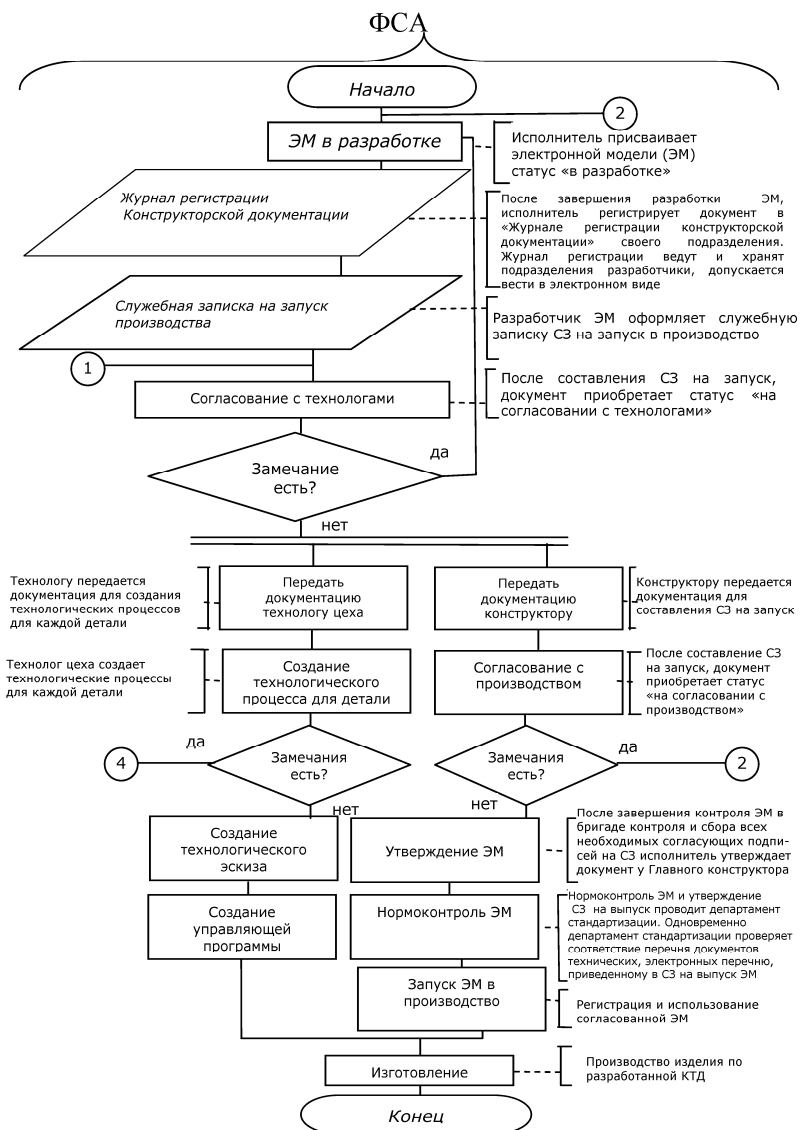 ФСА
Начало
2
ЭМ в разработке
Исполнитель присваивает
электронной модели (ЭМ)
статус «в разработке»
Журнал регистрации
Конструкторской документации
После завершения разработки ЭМ,
исполнитель регистрирует документ в
«Журнале регистрации конструкторской
документации» своего подразделения.
Журнал регистрации ведут и хранят
подразделения разработчики, допускается
вести в электронном виде
Служебная записка на запуск
производства
Разработчик ЭМ оформляет служебную
записку СЗ на запуск в производство
1
Согласование с технологами
После составления СЗ на запуск,
документ приобретает статус «на
согласовании с технологами»
да
Замечание
есть?
нет
Технологу передается
документация для создания
технологических процессов
для каждой детали
Передать
документацию
технологу цеха
Передать
документацию
конструктору
Конструктору передается
документация для
составления СЗ на запуск
Технолог цеха создает
технологические процессы
для каждой детали
Создание
технологического
процесса для детали
Согласование с
производством
После составление СЗ
на запуск, документ
приобретает статус
«на согласовании с
производством»
да
4
Замечания
есть?
нет
Замечания
есть?
да
2
нет
Создание
технологического
эскиза
Утверждение ЭМ
После завершения контроля ЭМ в
бригаде контроля и сбора всех
необходимых согласующих подпи-
сей на СЗ исполнитель утверждает
документ у Главного конструктора
Создание
управляющей
программы
Нормоконтроль ЭМ
Нормоконтроль ЭМ и утверждение
СЗ на выпуск проводит департамент
стандартизации. Одновременно
департамент стандартизации проверяет
соответствие перечня документов
технических, электронных перечню,
приведенному в СЗ на выпуск ЭМ
Запуск ЭМ в
производство
Регистрация и использование
согласованной ЭМ
Изготовление
Производство изделия по
разработанной КТД
Конец